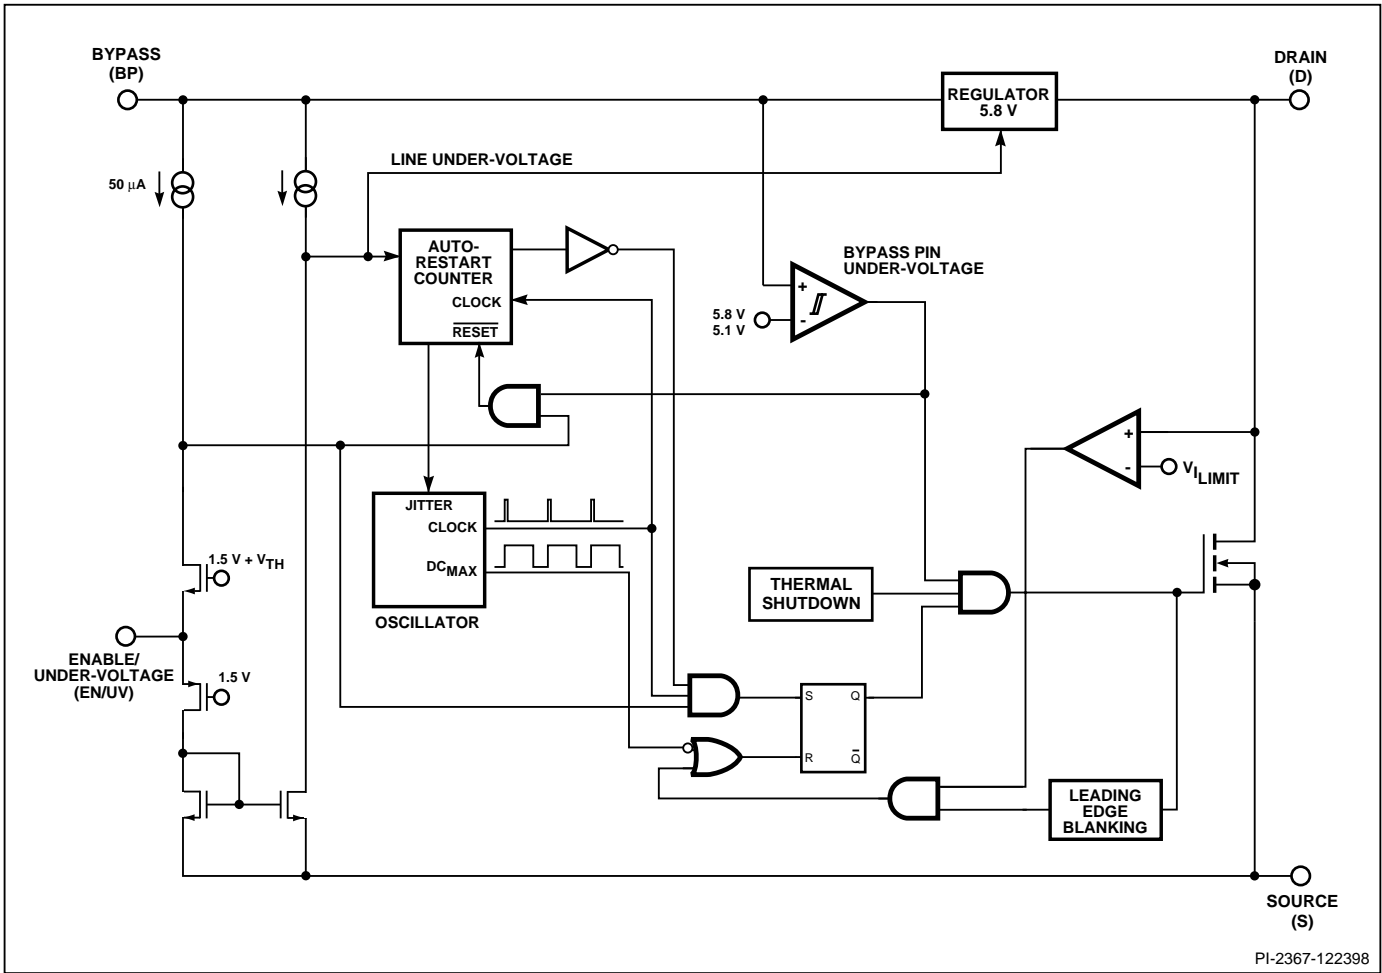 BYPASS
(BP)
DRAIN
(D)
REGULATOR
5.8 V
LINE UNDER-VOLTAGE
50 µA
AUTO-
RESTART
COUNTER
CLOCK
RESET
BYPASS PIN
UNDER-VOLTAGE
+
-
5.8 V
5.1 V
+
-
VILIMIT
JITTER
CLOCK
DCMAX
OSCILLATOR
1.5 V + VTH
THERMAL
SHUTDOWN
ENABLE/
UNDER-VOLTAGE
(EN/UV)
1.5 V
S
Q
R
Q
LEADING
EDGE
BLANKING
SOURCE
(S)
PI-2367-122398